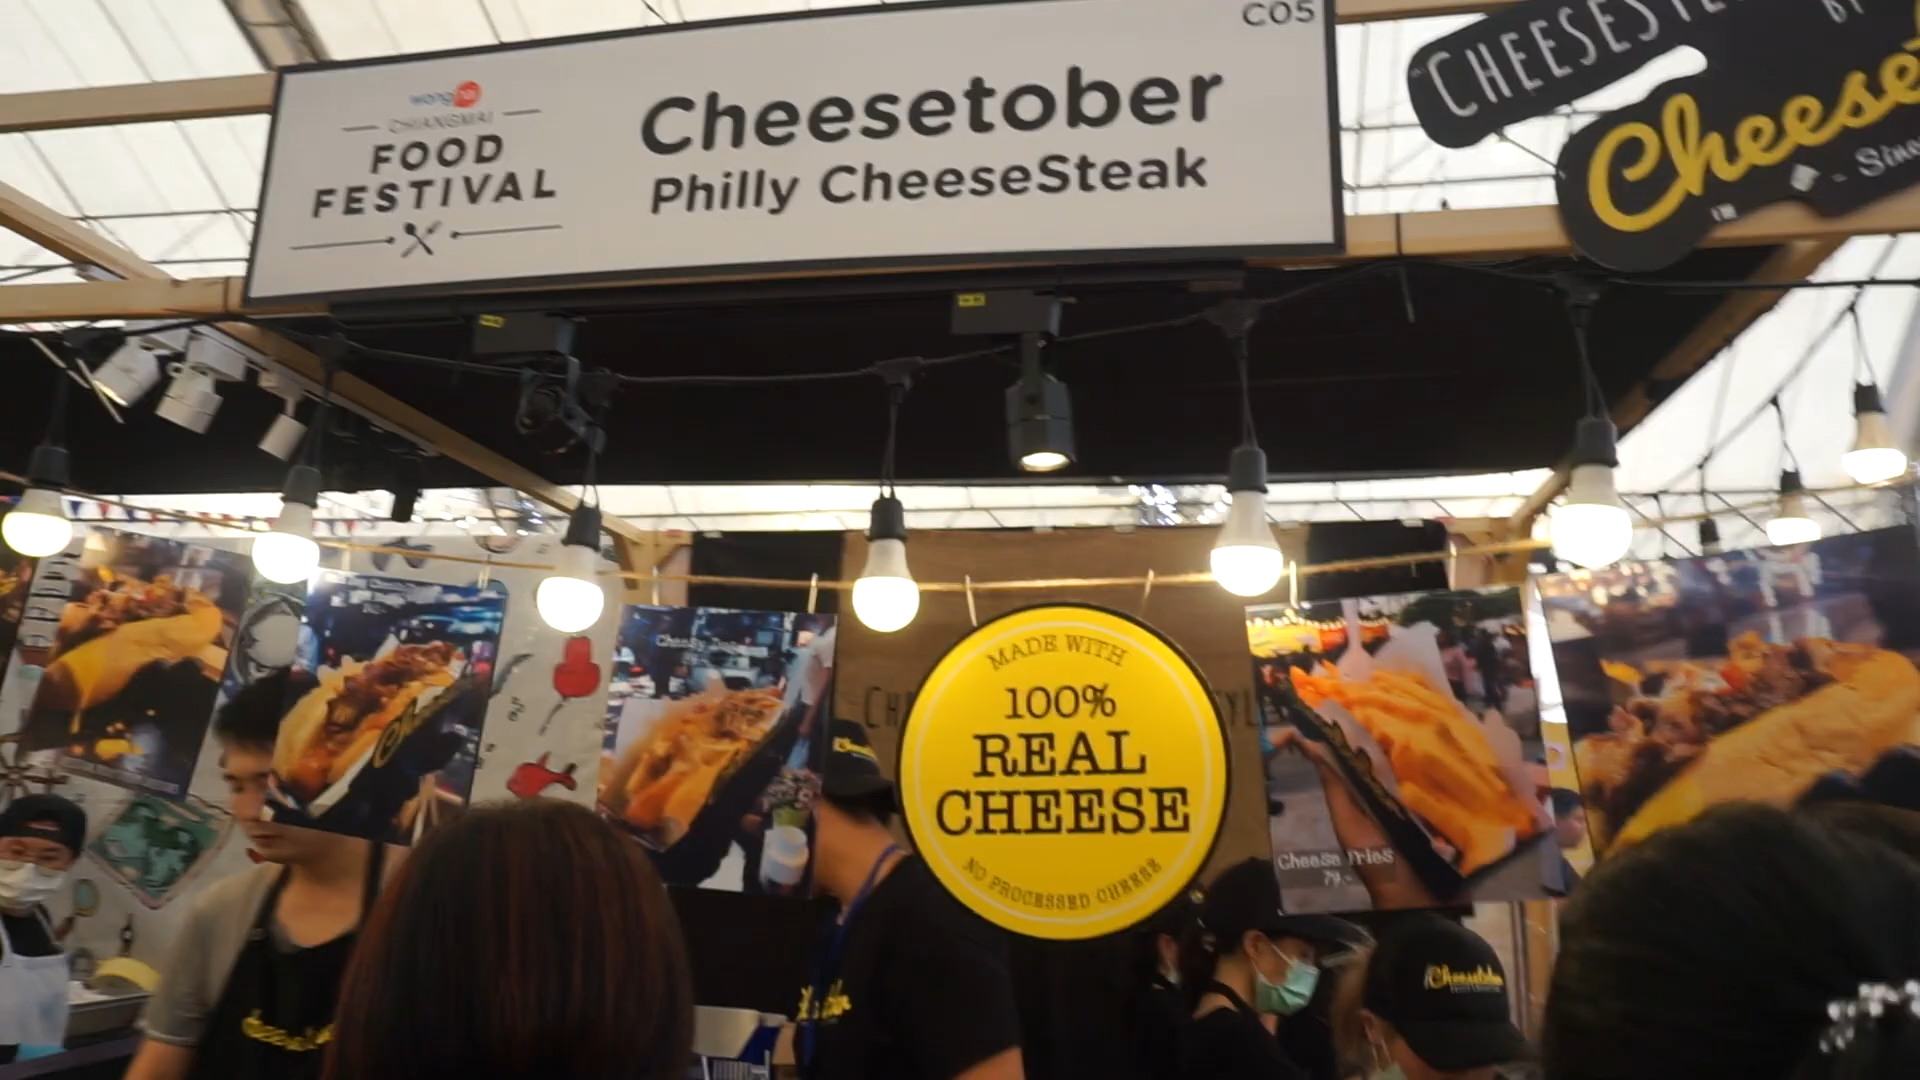 C05
wongnai
CHIANGMAI
FOOD
FESTIVAL
Cheesetober
Philly CheeseSteak
Cheese
MADE WITH
100%
REAL
CHEESE
NO PROCESSED CHEESE
Cheese Fries
79.-
Cheesetober